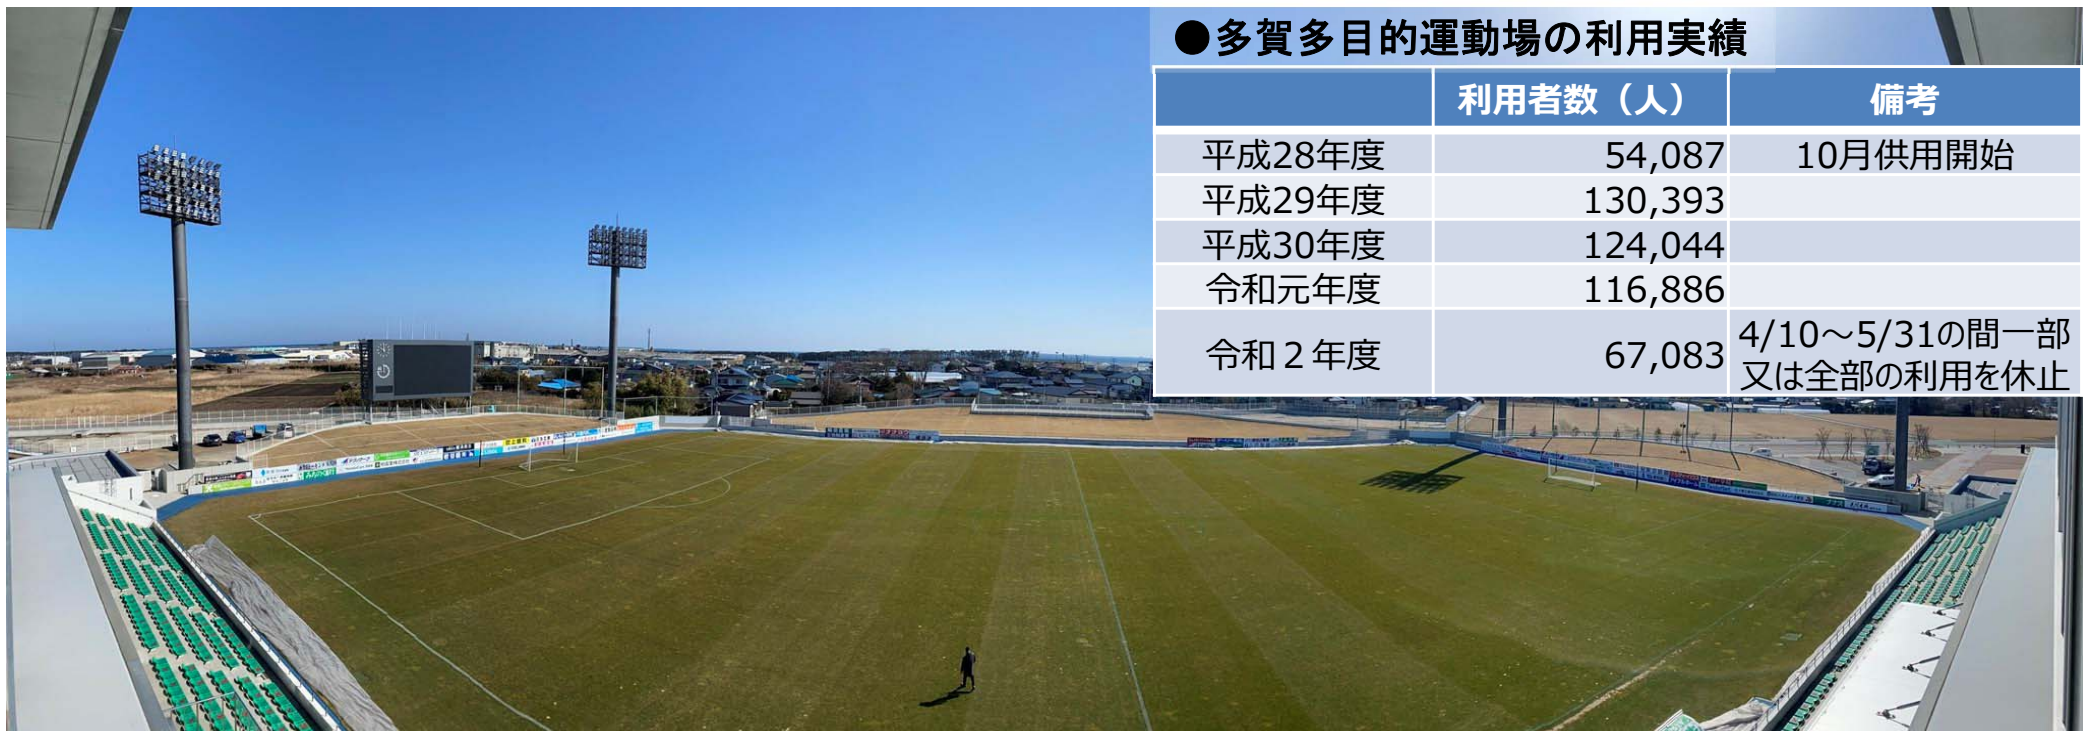 ●多賀多目的運動場の利用実績
利用者数（人） 備考
平成28年度 54,087 10月供用開始
平成29年度 130,393
平成30年度 124,044
令和元年度 116,886
令和２年度 67,083 4/10～5/31の間一部
又は全部の利用を休止